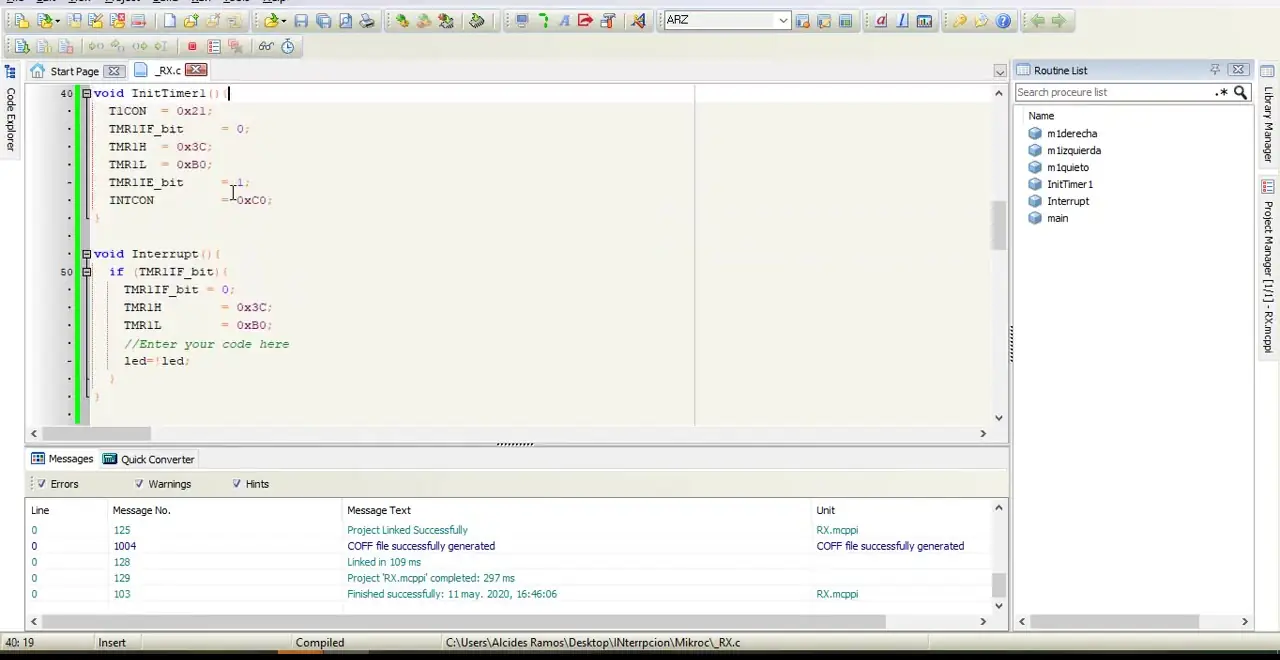 Project
Tools
Help
ARZ
Start Page
_RX.c
Routine List
Code Explorer
40 void InitTimer1(){
T1CON = 0x21;
TMR1IF_bit = 0;
TMR1H = 0x3C;
TMR1L = 0xB0;
TMR1IE_bit = 1;
INTCON = 0xC0;
}
void Interrupt(){
50 if (TMR1IF_bit){
TMR1IF_bit = 0;
TMR1H = 0x3C;
TMR1L = 0xB0;
//Enter your code here
led=!led;
}
}
Search proceure list .*
Name
m1derecha
m1izquierda
m1quieto
InitTimer1
Interrupt
main
Library Manager
Project Manager [1/1] - RX.mcppi
Messages Quick Converter
Errors Warnings Hints
Line Message No. Message Text Unit
0 125 Project Linked Successfully RX.mcppi
0 1004 COFF file successfully generated COFF file successfully generated
0 128 Linked in 109 ms
0 129 Project 'RX.mcppi' completed: 297 ms
0 103 Finished successfully: 11 may. 2020, 16:46:06 RX.mcppi
40: 19 Insert Compiled C:\Users\Alcides Ramos\Desktop\INterrpcion\Mikroc\_RX.c